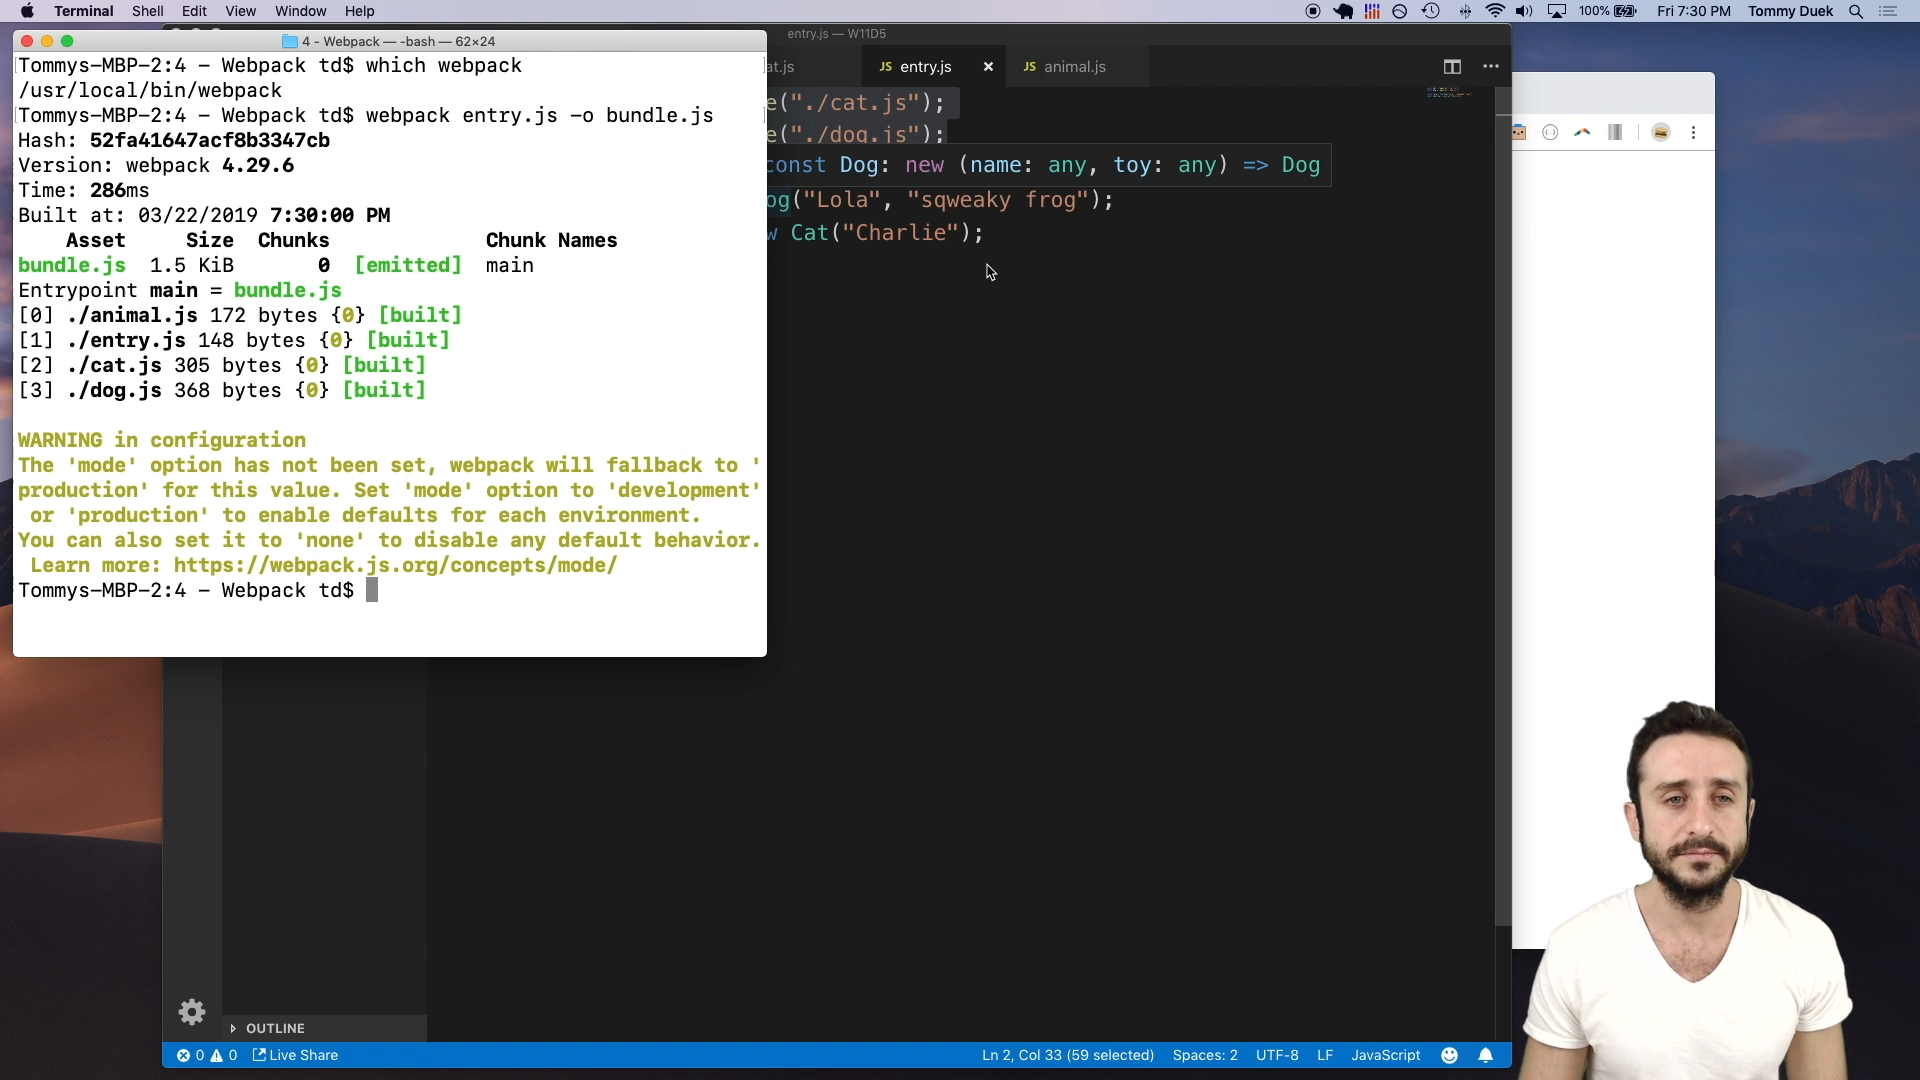 Terminal Shell Edit View Window Help
100% Fri 7:30 PM Tommy Duek
4 - Webpack — -bash — 62×24
Tommys-MBP-2:4 - Webpack td$ which webpack
/usr/local/bin/webpack
Tommys-MBP-2:4 - Webpack td$ webpack entry.js -o bundle.js
Hash: 52fa41647acf8b3347cb
Version: webpack 4.29.6
Time: 286ms
Built at: 03/22/2019 7:30:00 PM
Asset Size Chunks Chunk Names
bundle.js 1.5 KiB 0 [emitted] main
Entrypoint main = bundle.js
[0] ./animal.js 172 bytes {0} [built]
[1] ./entry.js 148 bytes {0} [built]
[2] ./cat.js 305 bytes {0} [built]
[3] ./dog.js 368 bytes {0} [built]
WARNING in configuration
The 'mode' option has not been set, webpack will fallback to '
production' for this value. Set 'mode' option to 'development'
or 'production' to enable defaults for each environment.
You can also set it to 'none' to disable any default behavior.
Learn more: https://webpack.js.org/concepts/mode/
Tommys-MBP-2:4 - Webpack td$
entry.js — W11D5
at.js JS entry.js × JS animal.js
e("./cat.js");
e("./dog.js");
const Dog: new (name: any, toy: any) => Dog
og("Lola", "sqweaky frog");
w Cat("Charlie");
OUTLINE
0 0 Live Share
Ln 2, Col 33 (59 selected) Spaces: 2 UTF-8 LF JavaScript